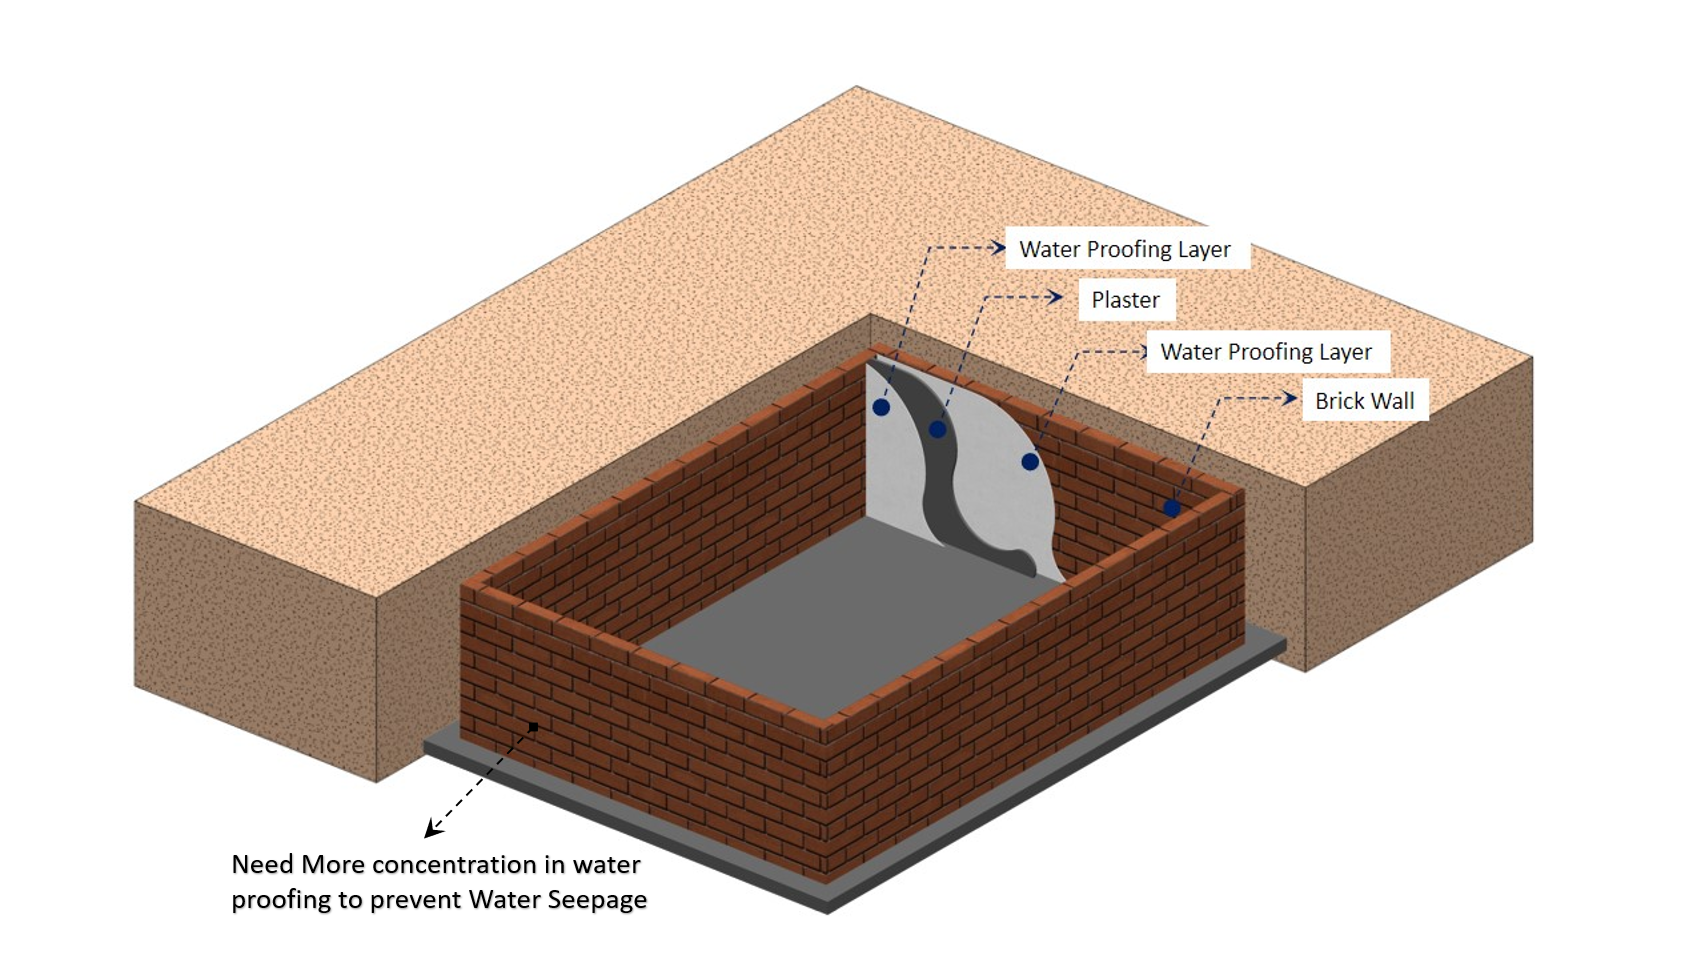 Water Proofing Layer
Plaster
Water Proofing Layer
Brick Wall
Need More concentration in water
proofing to prevent Water Seepage